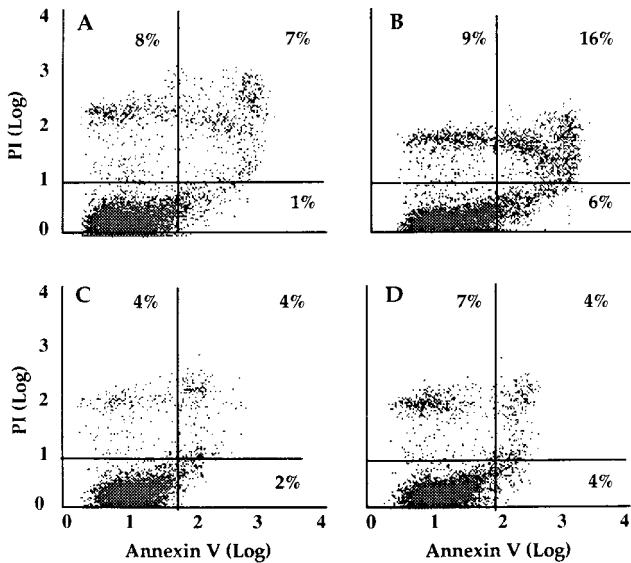 4 A 8% 7% B 9% 16%
3
PI (Log)
2
1
1% 6%
0
4 C 4% 4% D 7% 4%
3
PI (Log)
2
1
2% 4%
0
0 1 2 3 4 0 1 2 3 4
Annexin V (Log) Annexin V (Log)